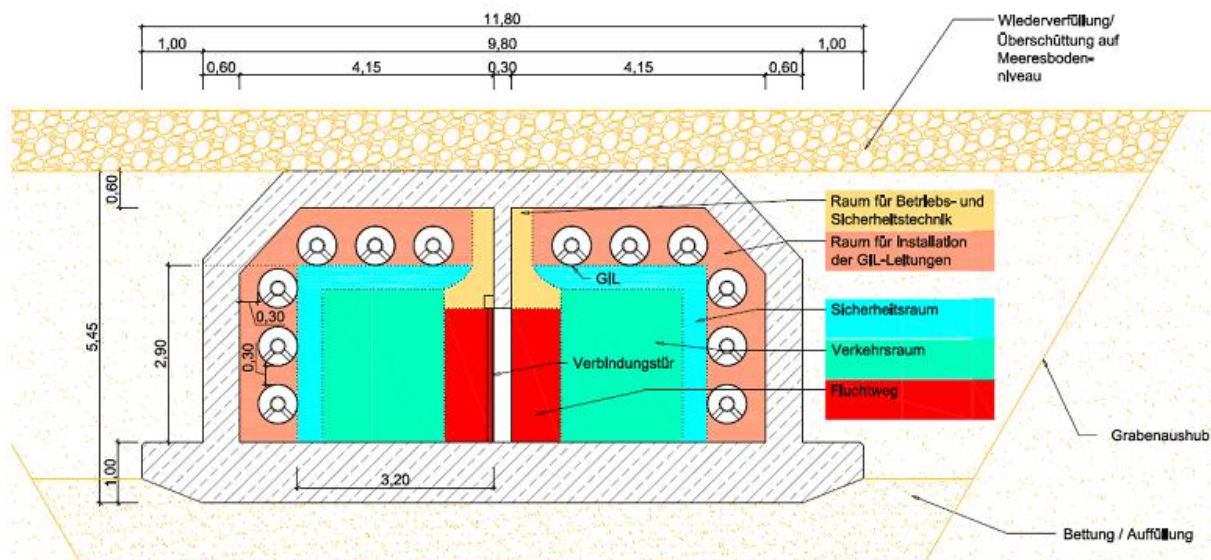 11,80
1,00
9,80
1,00
0,60
4,15
0,30
4,15
0,60
Wiederverfüllung/
Überschüttung auf
Meeresboden-
niveau
0,60
Raum für Betriebs- und
Sicherheitstechnik
Raum für Installation
der GIL-Leitungen
GIL
0,30
Sicherheitsraum
5,45
2,90
0,30
Verbindungstür
Verkehrsraum
Fluchtweg
Grabenaushub
1,00
3,20
Bettung / Auffüllung